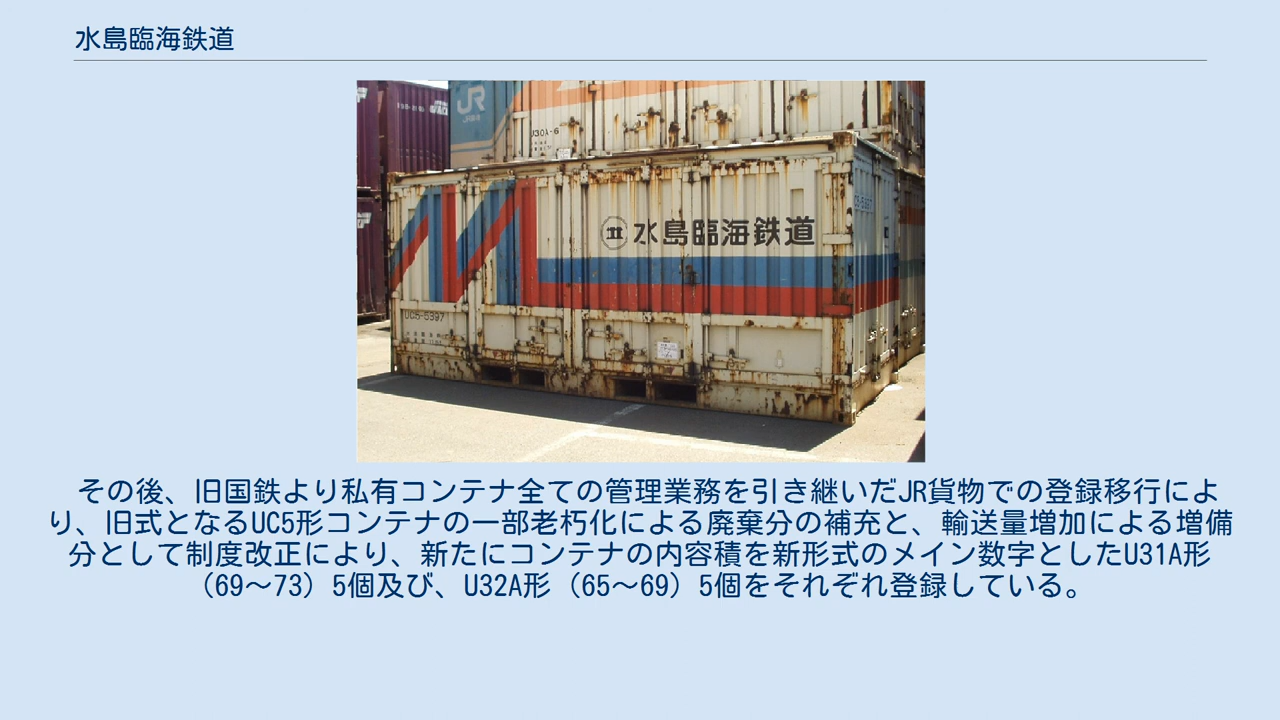 水島臨海鉄道
JR
U30A-6
水島臨海鉄道
UC5-5397
その後、旧国鉄より私有コンテナ全ての管理業務を引き継いだJR貨物での登録移行によ
り、旧式となるUC5形コンテナの一部老朽化による廃棄分の補充と、輸送量増加による増備
分として制度改正により、新たにコンテナの内容積を新形式のメイン数字としたU31A形
（69～73）5個及び、U32A形（65～69）5個をそれぞれ登録している。